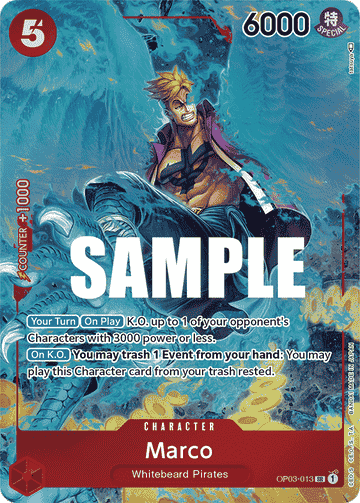 5
6000
特
SPECIAL
COUNTER +1000
SAMPLE
Your Turn On Play K.O. up to 1 of your opponent's
Characters with 3000 power or less.
On K.O. You may trash 1 Event from your hand: You may
play this Character card from your trash rested.
CHARACTER
Marco
Whitebeard Pirates
OP03-013 SR 1